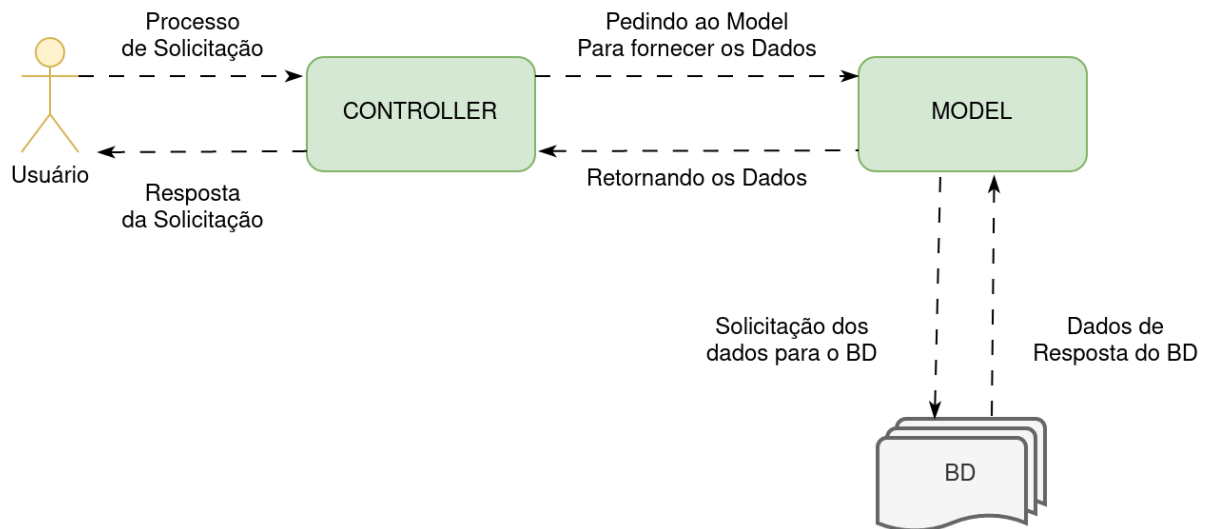 Processo
de Solicitação
Pedindo ao Model
Para fornecer os Dados
CONTROLLER
MODEL
Usuário
Resposta
da Solicitação
Retornando os Dados
Solicitação dos
dados para o BD
Dados de
Resposta do BD
BD